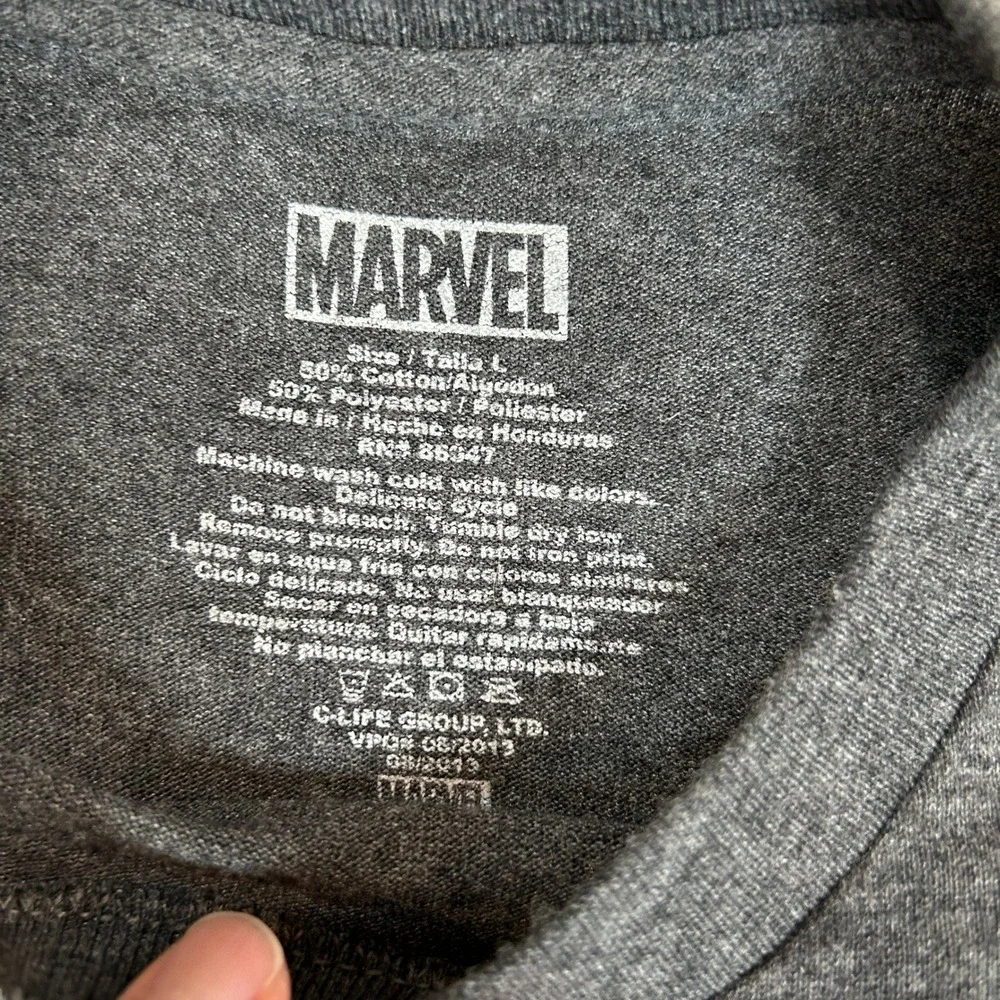 MARVEL
Size / Talla L
50% Cotton/Algodon
50% Polyester / Poliester
Made in / Hecho en Honduras
RN# 86947
Machine wash cold with like colors.
Delicate cycle
Do not bleach. Tumble dry low.
Remove promptly. Do not iron print.
Lavar en agua fria con colores similares
Ciclo delicado. No usar blanqueador
Secar en secadora a baja
temperatura. Quitar rapidamente
No planchar el estampado.
C-LIFE GROUP, LTD.
VPO# 08/2013
08/2013
MARVEL